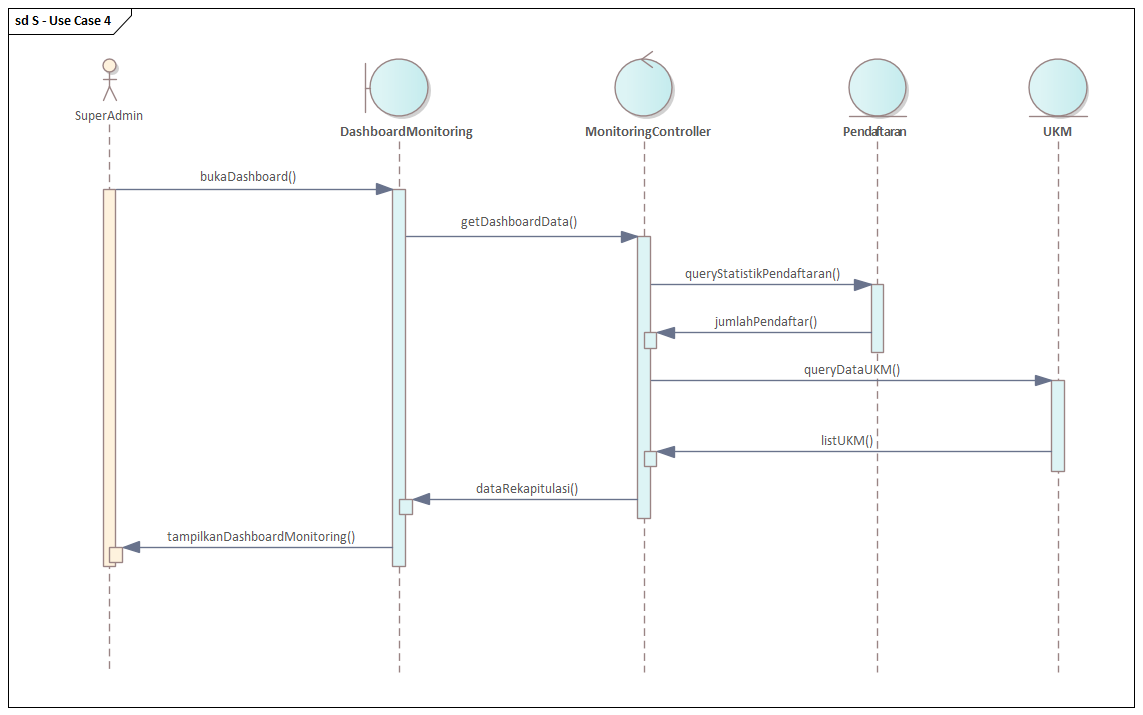 sd S - Use Case 4
SuperAdmin
DashboardMonitoring
MonitoringController
Pendaftaran
UKM
bukaDashboard()
getDashboardData()
queryStatistikPendaftaran()
jumlahPendaftar()
queryDataUKM()
listUKM()
dataRekapitulasi()
tampilkanDashboardMonitoring()